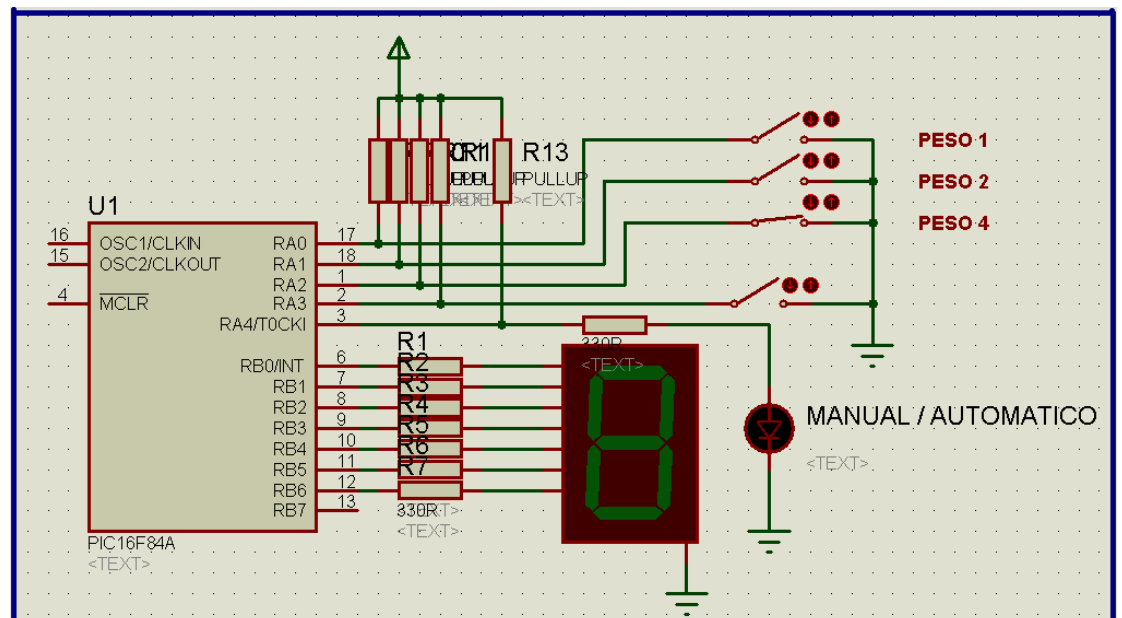 PESO 1
R13
PULLUP
<TEXT>
PESO 2
U1
PESO 4
16
OSC1/CLKIN
RA0
17
15
OSC2/CLKOUT
RA1
18
RA2
1
4
MCLR
RA3
2
RA4/T0CKI
3
330R
<TEXT>
R1
RB0/INT
6
R2
RB1
7
R3
RB2
8
R4
RB3
9
R5
RB4
10
R6
RB5
11
R7
RB6
12
RB7
13
330R
<TEXT>
MANUAL / AUTOMATICO
<TEXT>
PIC16F84A
<TEXT>